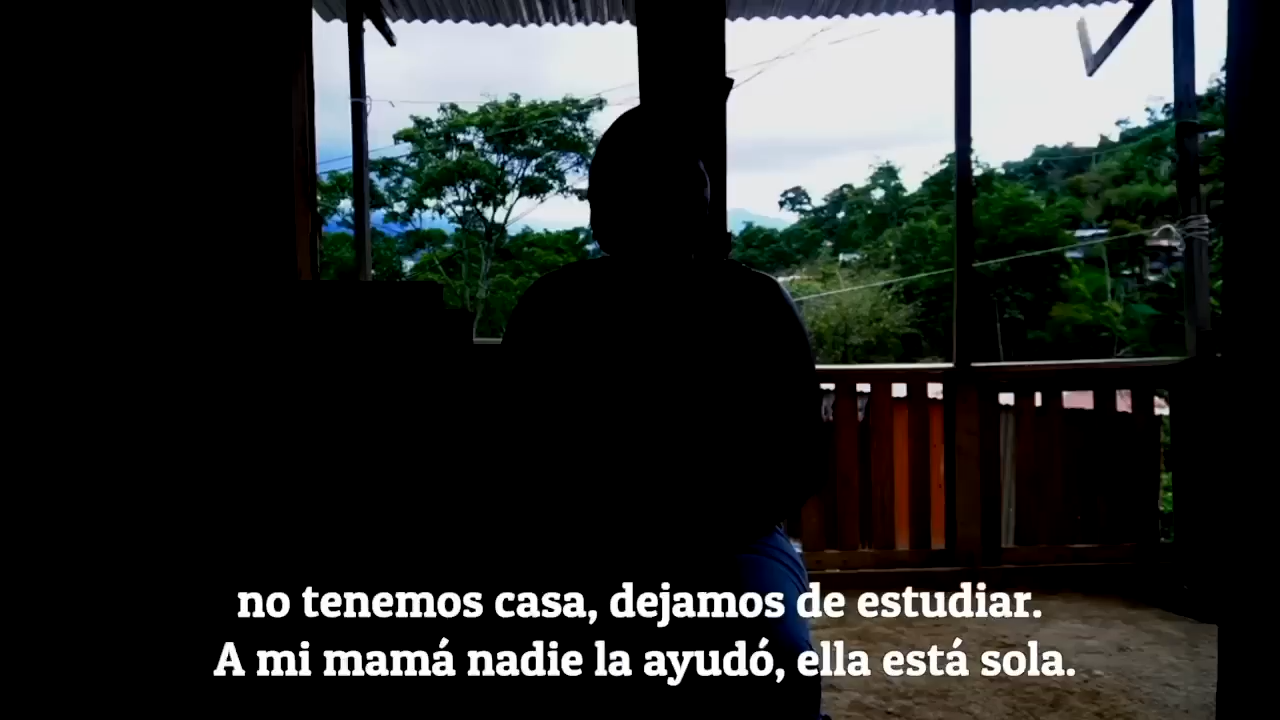 no tenemos casa, dejamos de estudiar.
A mi mamá nadie la ayudó, ella está sola.